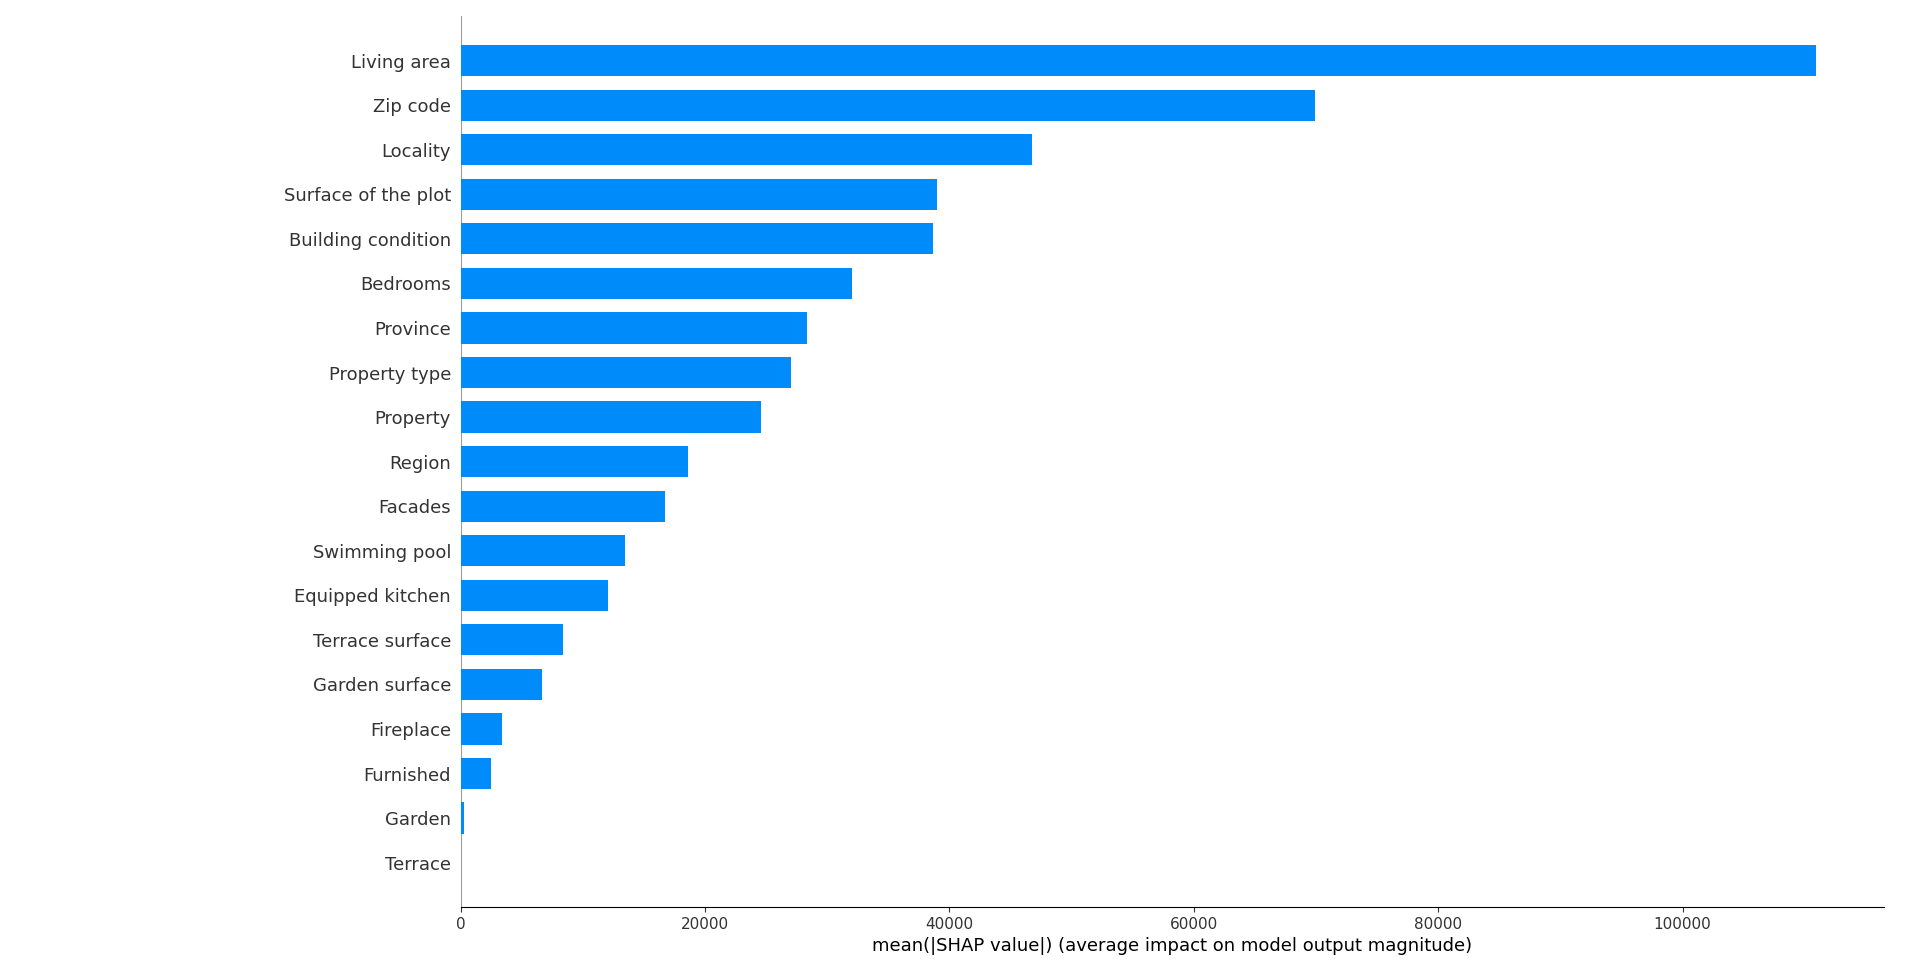 Living area
Zip code
Locality
Surface of the plot
Building condition
Bedrooms
Province
Property type
Property
Region
Facades
Swimming pool
Equipped kitchen
Terrace surface
Garden surface
Fireplace
Furnished
Garden
Terrace
0 20000 40000 60000 80000 100000
mean(|SHAP value|) (average impact on model output magnitude)